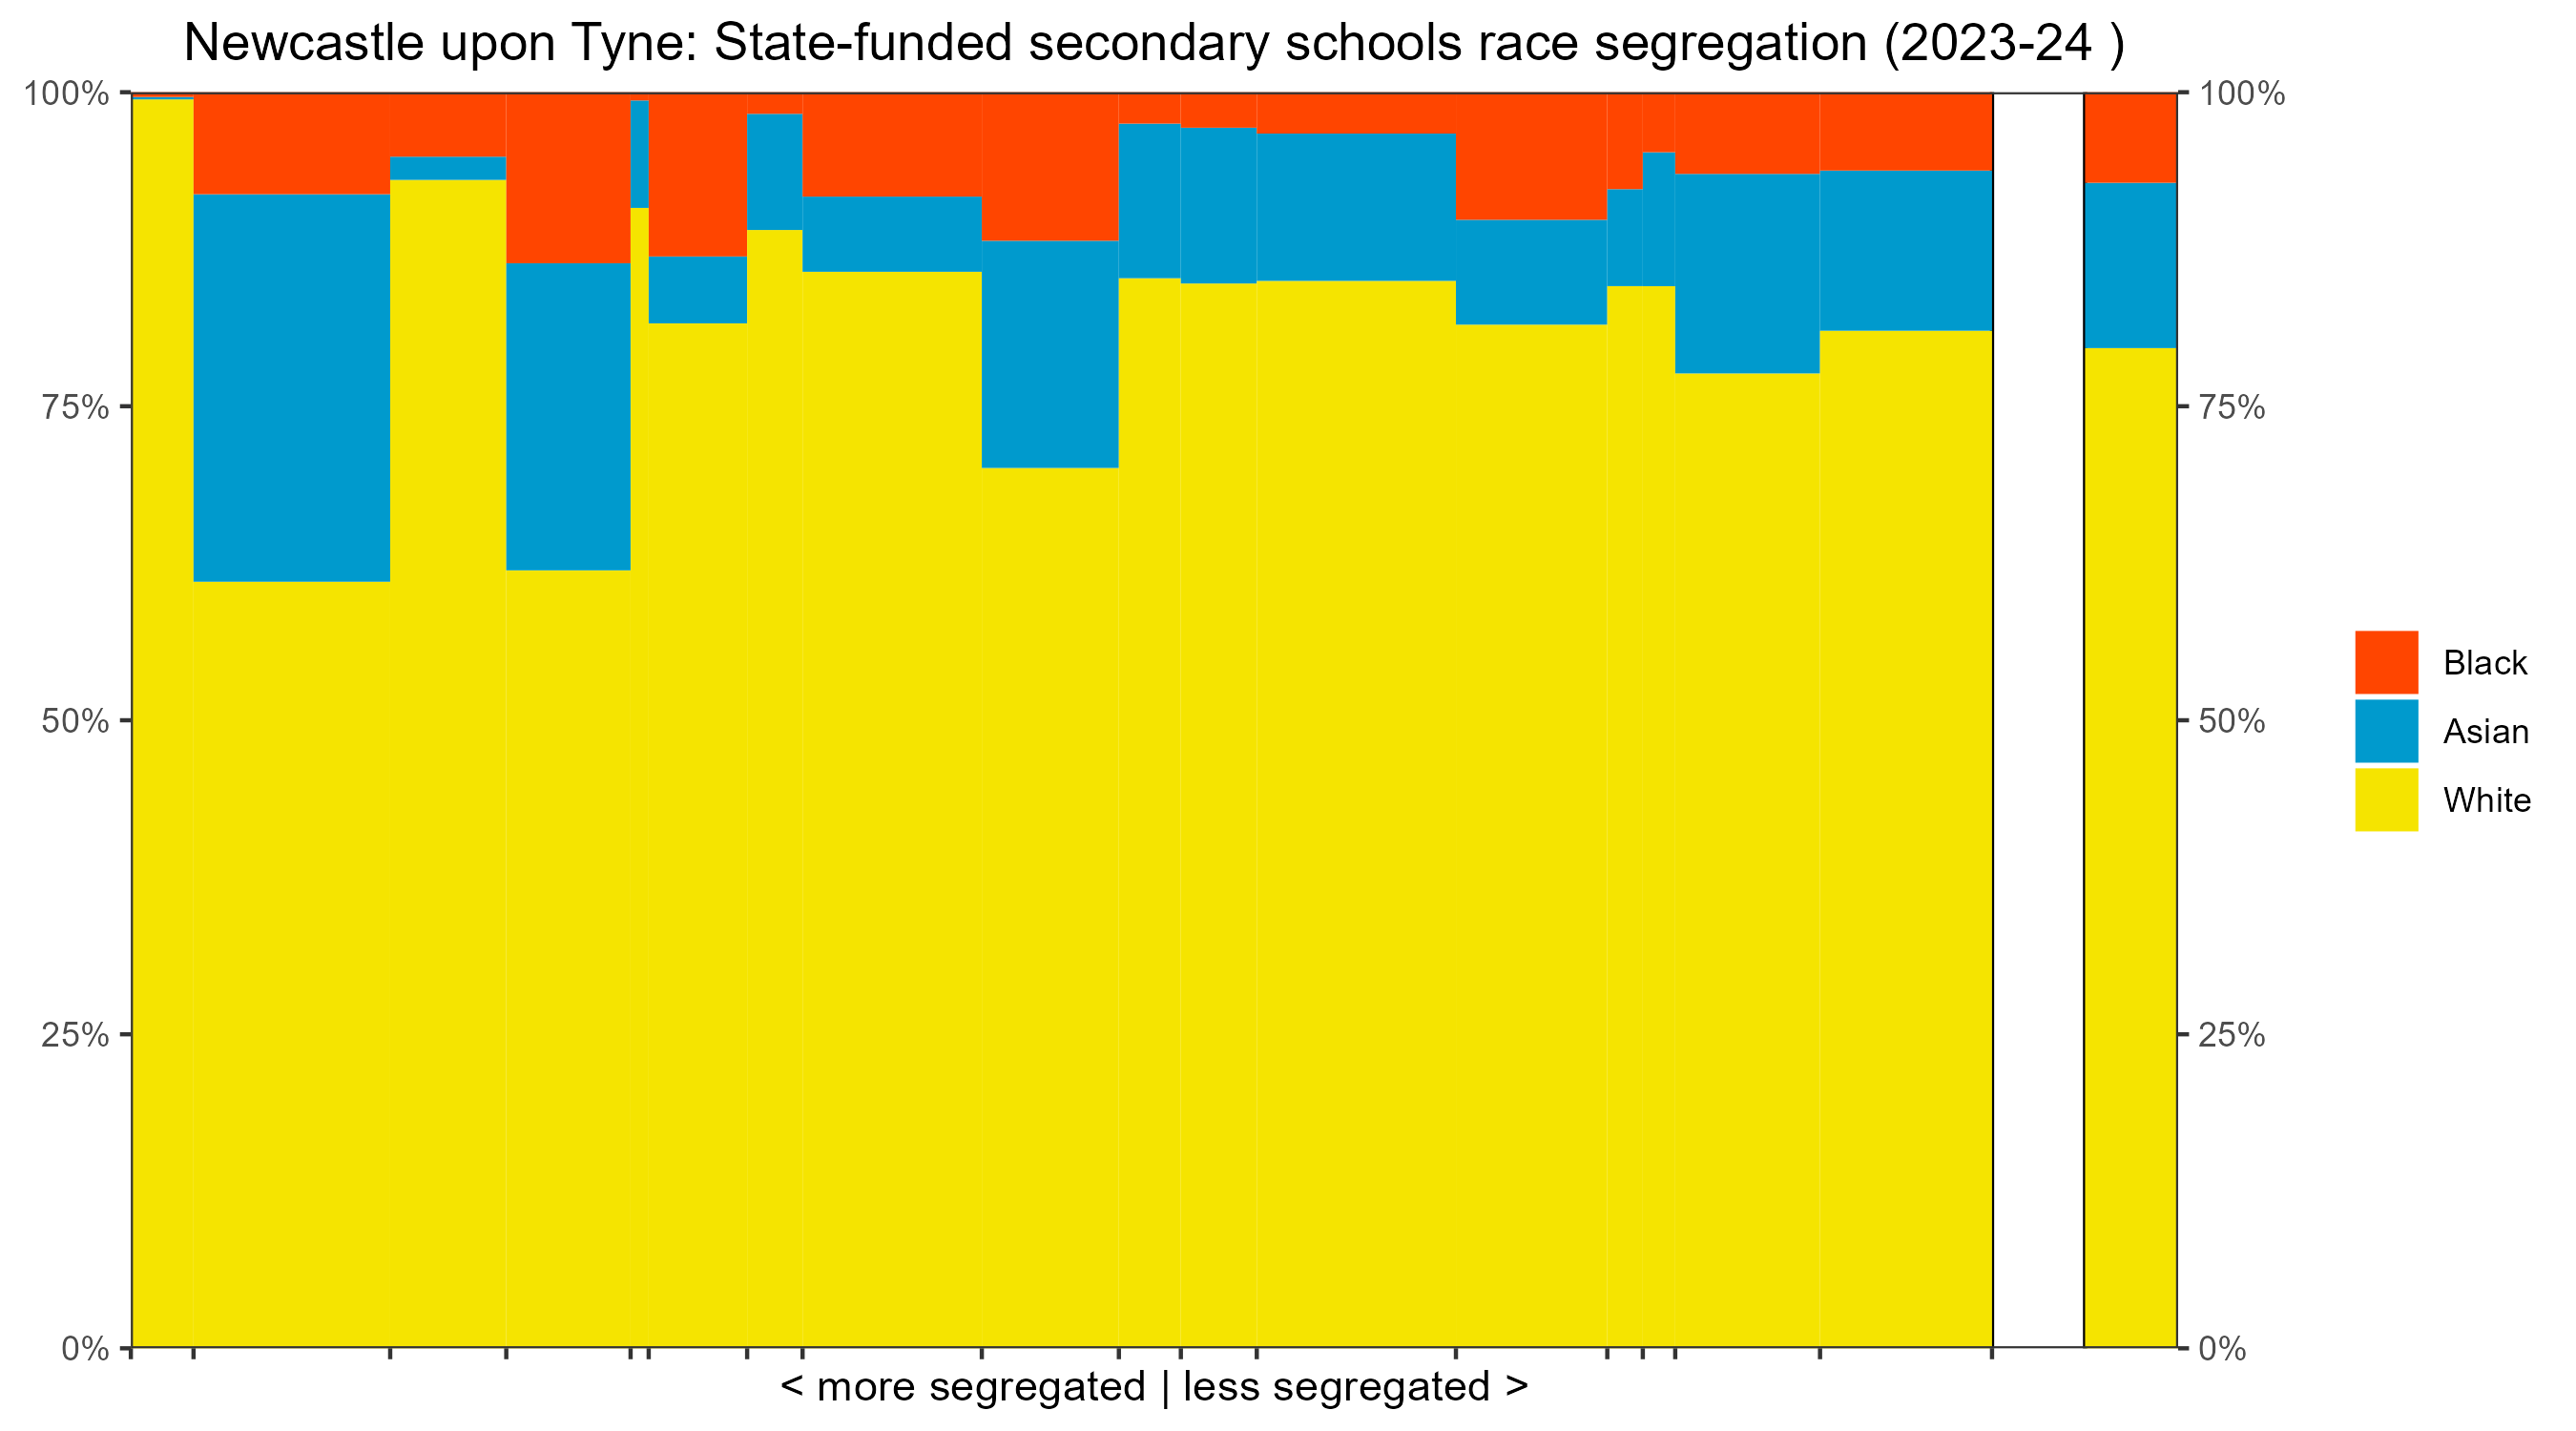 Newcastle upon Tyne: State-funded secondary schools race segregation (2023-24 )
100%
75%
50%
25%
0%
100%
75%
50%
25%
0%
Black
Asian
White
< more segregated | less segregated >